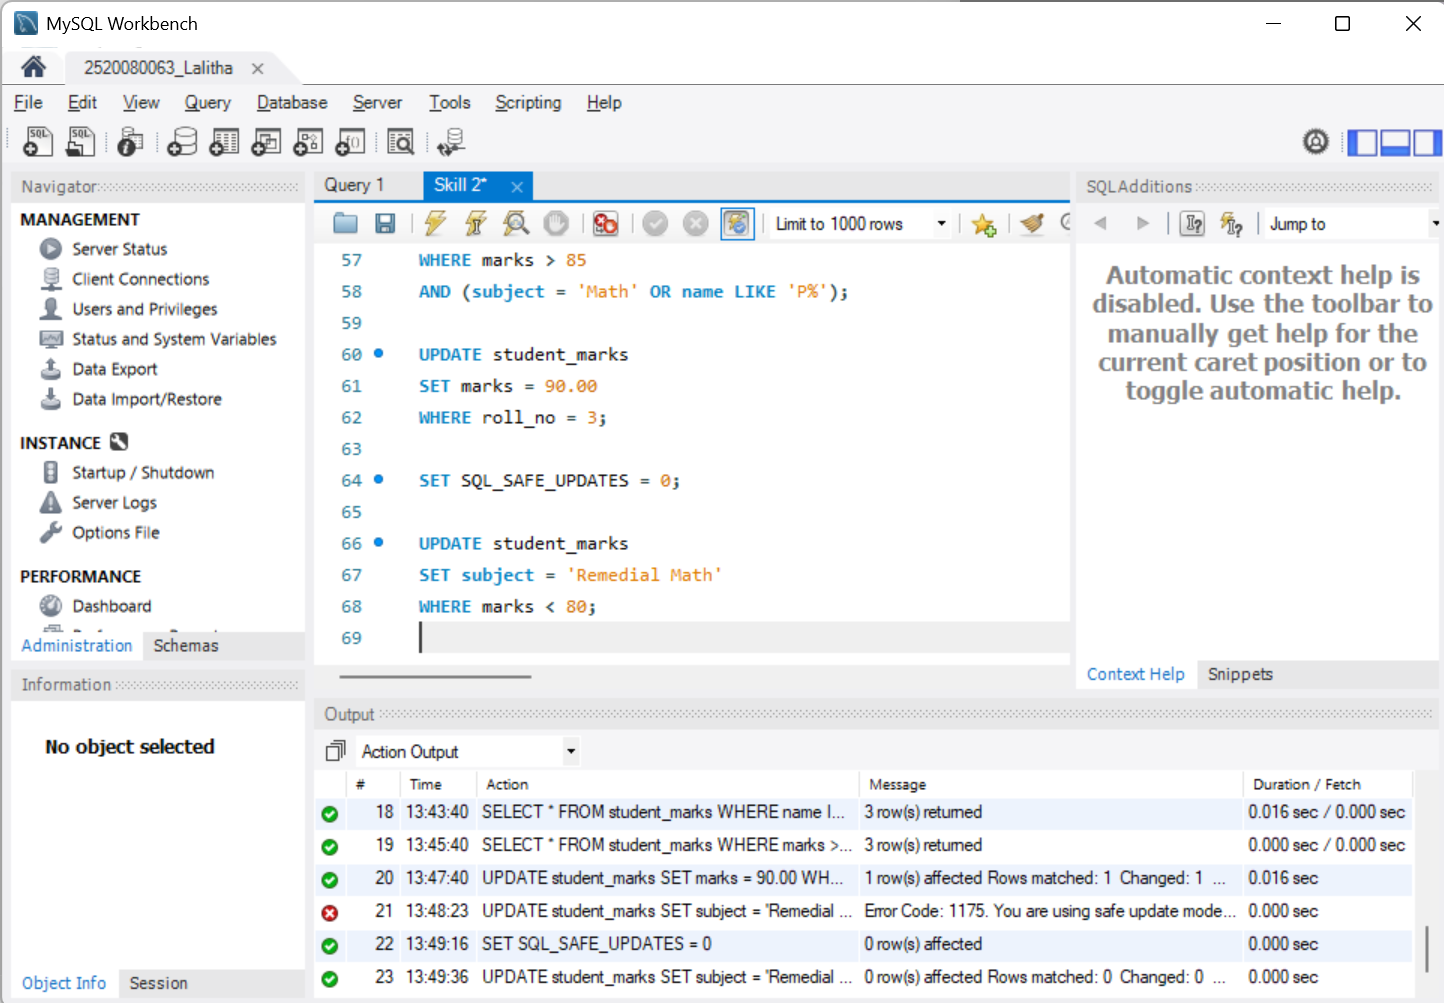 MySQL Workbench
2520080063_Lalitha
File Edit View Query Database Server Tools Scripting Help
Navigator
MANAGEMENT
Server Status
Client Connections
Users and Privileges
Status and System Variables
Data Export
Data Import/Restore
INSTANCE
Startup / Shutdown
Server Logs
Options File
PERFORMANCE
Dashboard
Administration Schemas
Information
No object selected
Object Info Session
Query 1 Skill 2*
Limit to 1000 rows
57 WHERE marks > 85
58 AND (subject = 'Math' OR name LIKE 'P%');
59
60 UPDATE student_marks
61 SET marks = 90.00
62 WHERE roll_no = 3;
63
64 SET SQL_SAFE_UPDATES = 0;
65
66 UPDATE student_marks
67 SET subject = 'Remedial Math'
68 WHERE marks < 80;
69
SQLAdditions
Jump to
Automatic context help is
disabled. Use the toolbar to
manually get help for the
current caret position or to
toggle automatic help.
Context Help Snippets
Output
Action Output
# Time Action Message Duration / Fetch
18 13:43:40 SELECT * FROM student_marks WHERE name l... 3 row(s) returned 0.016 sec / 0.000 sec
19 13:45:40 SELECT * FROM student_marks WHERE marks >... 3 row(s) returned 0.000 sec / 0.000 sec
20 13:47:40 UPDATE student_marks SET marks = 90.00 WH... 1 row(s) affected Rows matched: 1 Changed: 1 ... 0.016 sec
21 13:48:23 UPDATE student_marks SET subject = 'Remedial ... Error Code: 1175. You are using safe update mode... 0.000 sec
22 13:49:16 SET SQL_SAFE_UPDATES = 0 0 row(s) affected 0.000 sec
23 13:49:36 UPDATE student_marks SET subject = 'Remedial ... 0 row(s) affected Rows matched: 0 Changed: 0 ... 0.000 sec